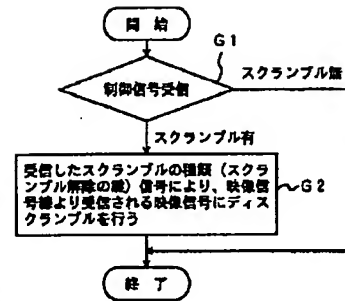 開 始
G1
制御信号受信
スクランブル無
スクランブル有
受信したスクランブルの種類（スクラ
ンブル解除の鍵）信号により、映像信
号線より受信される映像信号にディス
クランブルを行う
G2
終 了